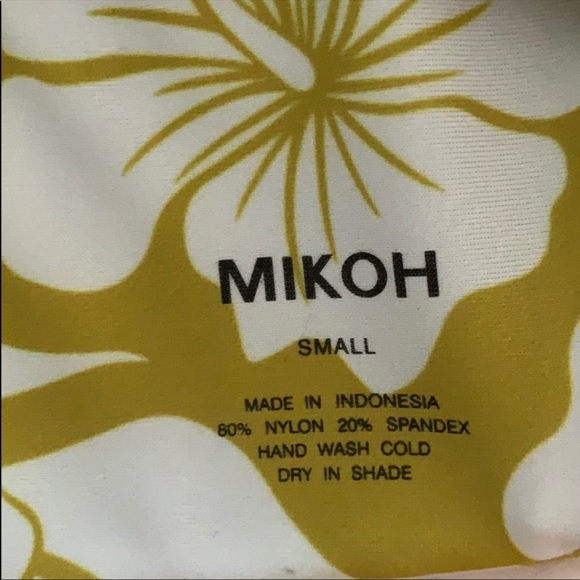 MIKOH
SMALL
MADE IN INDONESIA
80% NYLON 20% SPANDEX
HAND WASH COLD
DRY IN SHADE